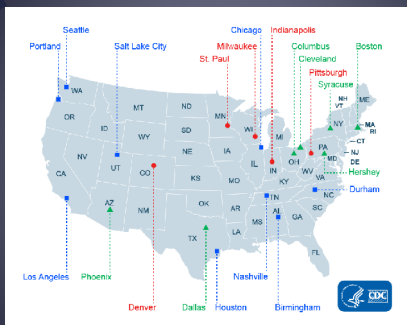 Seattle
Chicago
Indianapolis
Portland
Salt Lake City
Milwaukee
Columbus
Boston
St. Paul
Cleveland
Pittsburgh
Syracuse
NH
VT
ME
WA
MT
ND
MN
OR
ID
WY
SD
WI
MI
NY
MA
RI
CT
NJ
DE
NE
IA
PA
MD
NV
UT
CO
IL
IN
OH
WV
VA
Hershey
CA
KS
MO
KY
Durham
NC
TN
AZ
NM
OK
AR
SC
MS
AL
GA
TX
LA
FL
Los Angeles
Phoenix
Nashville
Denver
Dallas
Houston
Birmingham
CDC